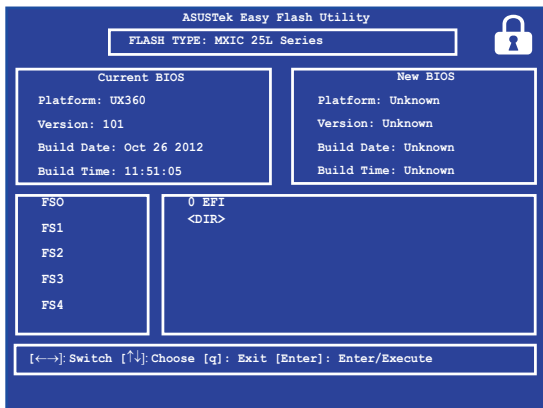 ASUSTek Easy Flash Utility
FLASH TYPE: MXIC 25L Series
Current BIOS
Platform: UX360
Version: 101
Build Date: Oct 26 2012
Build Time: 11:51:05
New BIOS
Platform: Unknown
Version: Unknown
Build Date: Unknown
Build Time: Unknown
FSO
FS1
FS2
FS3
FS4
0 EFI
<DIR>
[←→]: Switch [↑↓]: Choose [q]: Exit [Enter]: Enter/Execute